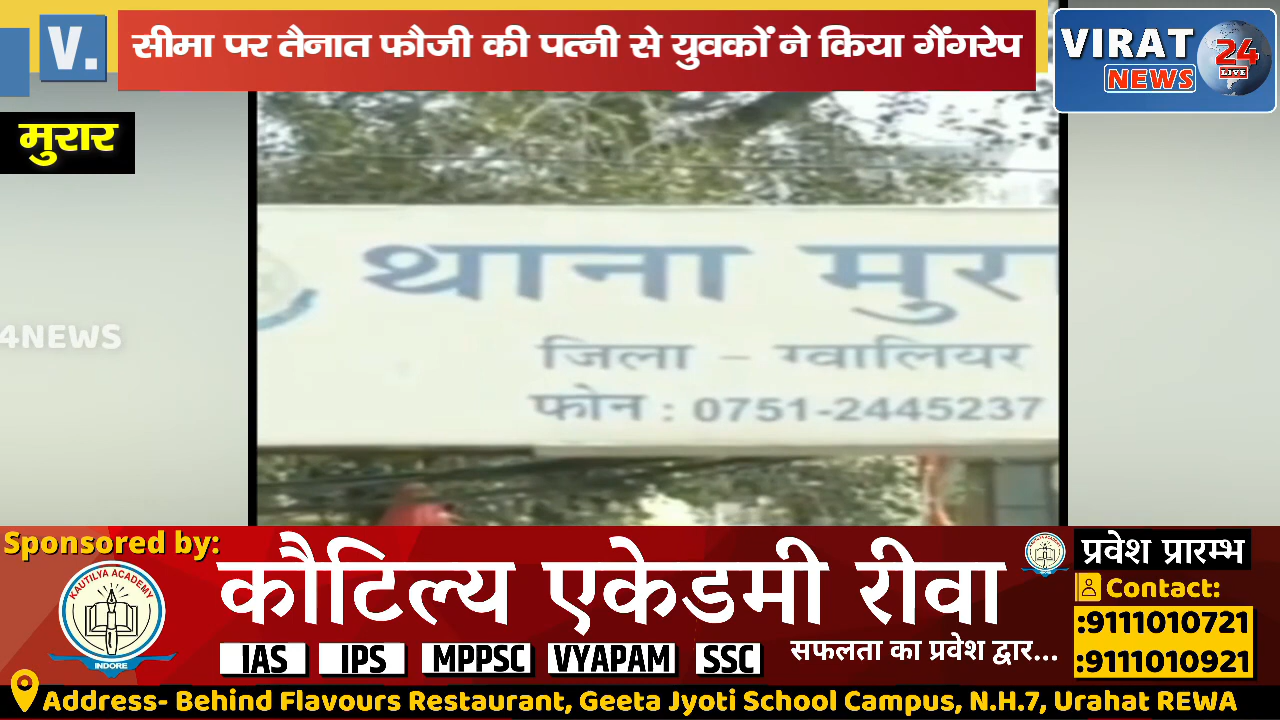 V.
सीमा पर तैनात फौजी की पत्नी से युवकों ने किया गैंगरेप
VIRAT
24
NEWS
LIVE
मुरार
थाना मुरा
जिला - ग्वालियर
फोन : 0751-2445237
4NEWS
Sponsored by:
KAUTILYA ACADEMY
INDORE
कौटिल्य एकेडमी रीवा
IAS IPS MPPSC VYAPAM SSC
सफलता का प्रवेश द्वार...
प्रवेश प्रारम्भ
Contact:
:9111010721
:9111010921
Address- Behind Flavours Restaurant, Geeta Jyoti School Campus, N.H.7, Urahat REWA